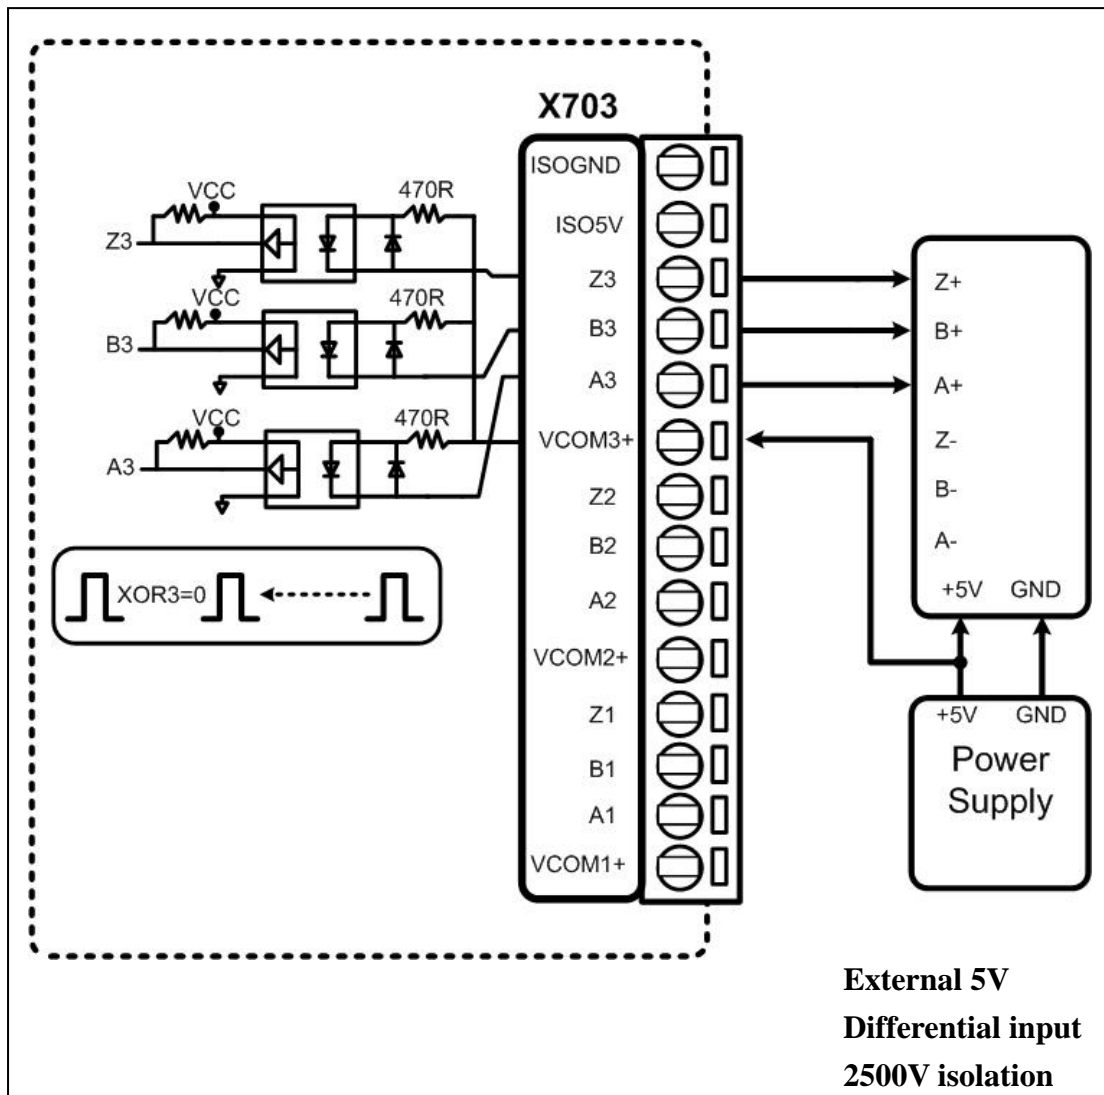 X703
ISOGND
ISO5V
Z3
B3
A3
VCOM3+
Z2
B2
A2
VCOM2+
Z1
B1
A1
VCOM1+
VCC
470R
Z3
VCC
470R
B3
VCC
470R
A3
XOR3=0
Z+
B+
A+
Z-
B-
A-
+5V GND
+5V GND
Power
Supply
External 5V
Differential input
2500V isolation